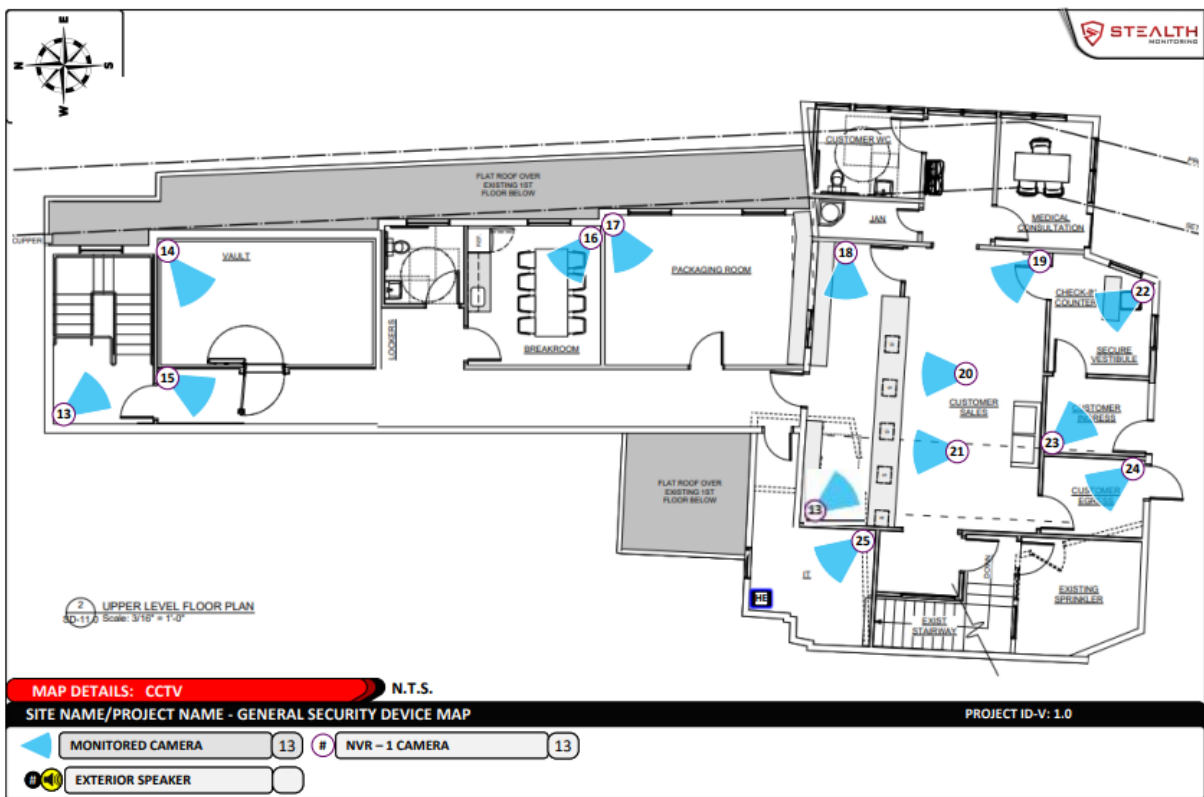 E
N
S
W
STEALTH
MONITORING
CUSTOMER WC
FLAT ROOF OVER
EXISTING 1ST
FLOOR BELOW
JAN
MEDICAL
CONSULTATION
17
16
14
VAULT
REF.
PACKAGING ROOM
18
19
CHECK-IN
COUNTER
22
LOCKERS
BREAKROOM
SECURE
VESTIBULE
15
20
CUSTOMER
SALES
13
CUSTOMER
INGRESS
23
21
24
CUSTOMER
EGRESS
FLAT ROOF OVER
EXISTING 1ST
FLOOR BELOW
13
25
IT
DOWN
HE
EXISTING
SPRINKLER
EXIST
STAIRWAY
2
SD-11.0
UPPER LEVEL FLOOR PLAN
Scale: 3/16" = 1'-0"
MAP DETAILS: CCTV
N.T.S.
SITE NAME/PROJECT NAME - GENERAL SECURITY DEVICE MAP
PROJECT ID-V: 1.0
MONITORED CAMERA 13
# NVR – 1 CAMERA 13
# EXTERIOR SPEAKER